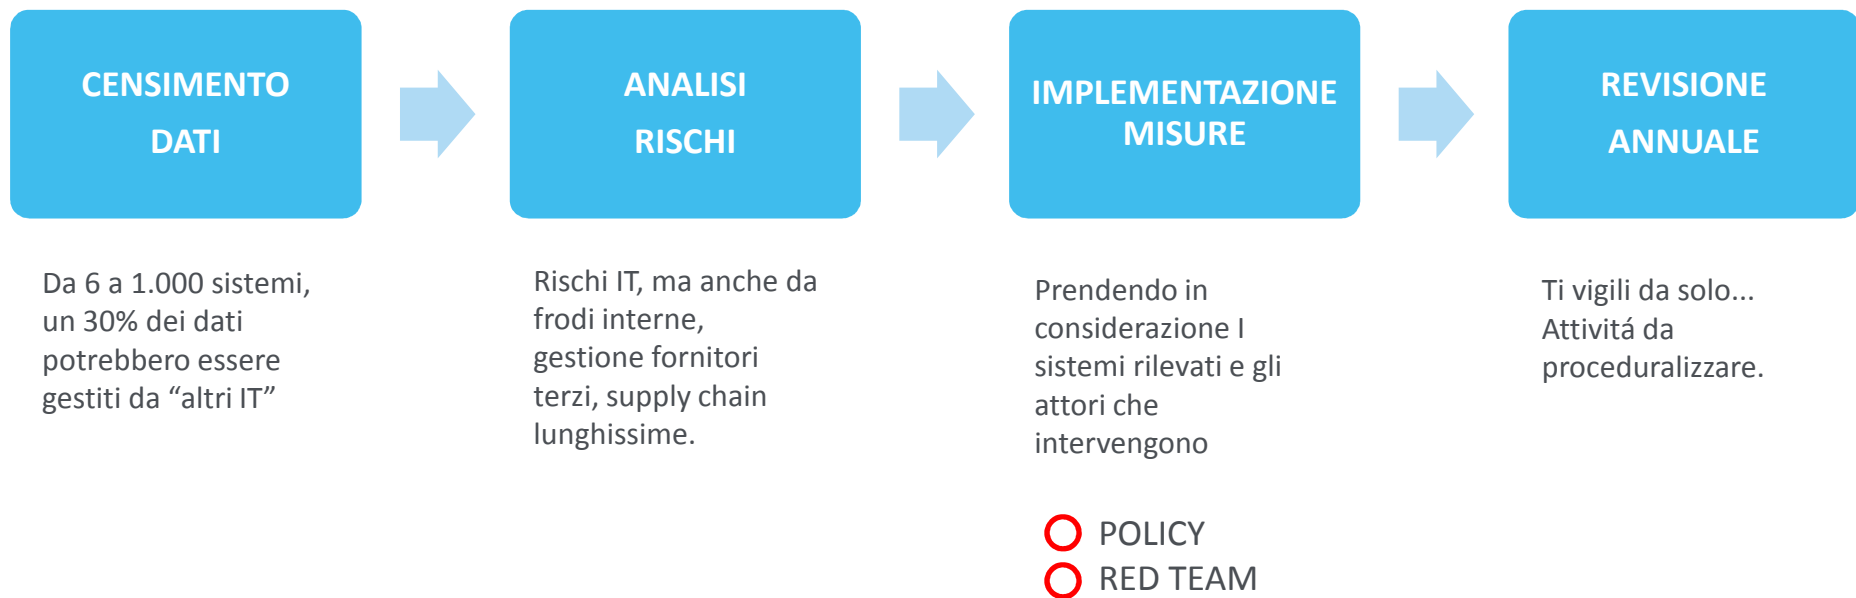 CENSIMENTO
DATI
Da 6 a 1.000 sistemi,
un 30% dei dati
potrebbero essere
gestiti da “altri IT”
ANALISI
RISCHI
Rischi IT, ma anche da
frodi interne,
gestione fornitori
terzi, supply chain
lunghissime.
IMPLEMENTAZIONE
MISURE
Prendendo in
considerazione I
sistemi rilevati e gli
attori che
intervengono
POLICY
RED TEAM
REVISIONE
ANNUALE
Ti vigili da solo...
Attivitá da
proceduralizzare.